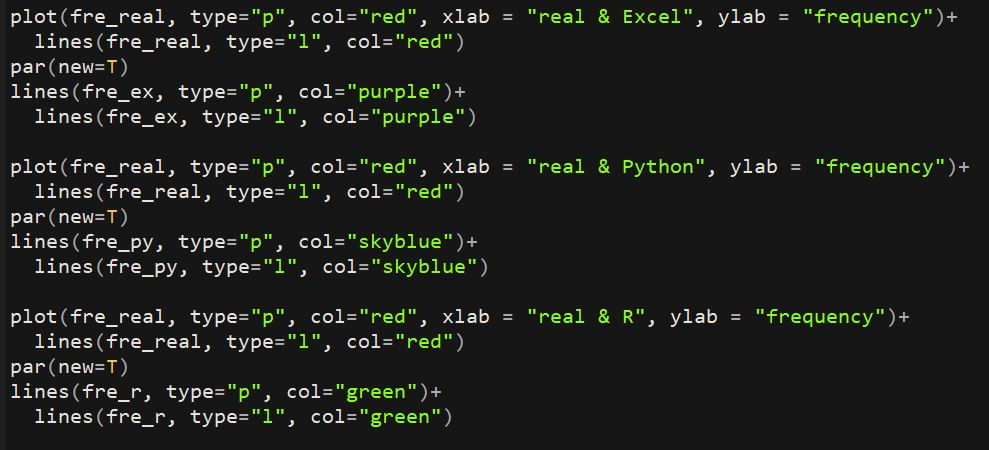 plot(fre_real, type="p", col="red", xlab = "real & Excel", ylab = "frequency")+
  lines(fre_real, type="l", col="red")
par(new=T)
lines(fre_ex, type="p", col="purple")+
  lines(fre_ex, type="l", col="purple")

plot(fre_real, type="p", col="red", xlab = "real & Python", ylab = "frequency")+
  lines(fre_real, type="l", col="red")
par(new=T)
lines(fre_py, type="p", col="skyblue")+
  lines(fre_py, type="l", col="skyblue")

plot(fre_real, type="p", col="red", xlab = "real & R", ylab = "frequency")+
  lines(fre_real, type="l", col="red")
par(new=T)
lines(fre_r, type="p", col="green")+
  lines(fre_r, type="l", col="green")